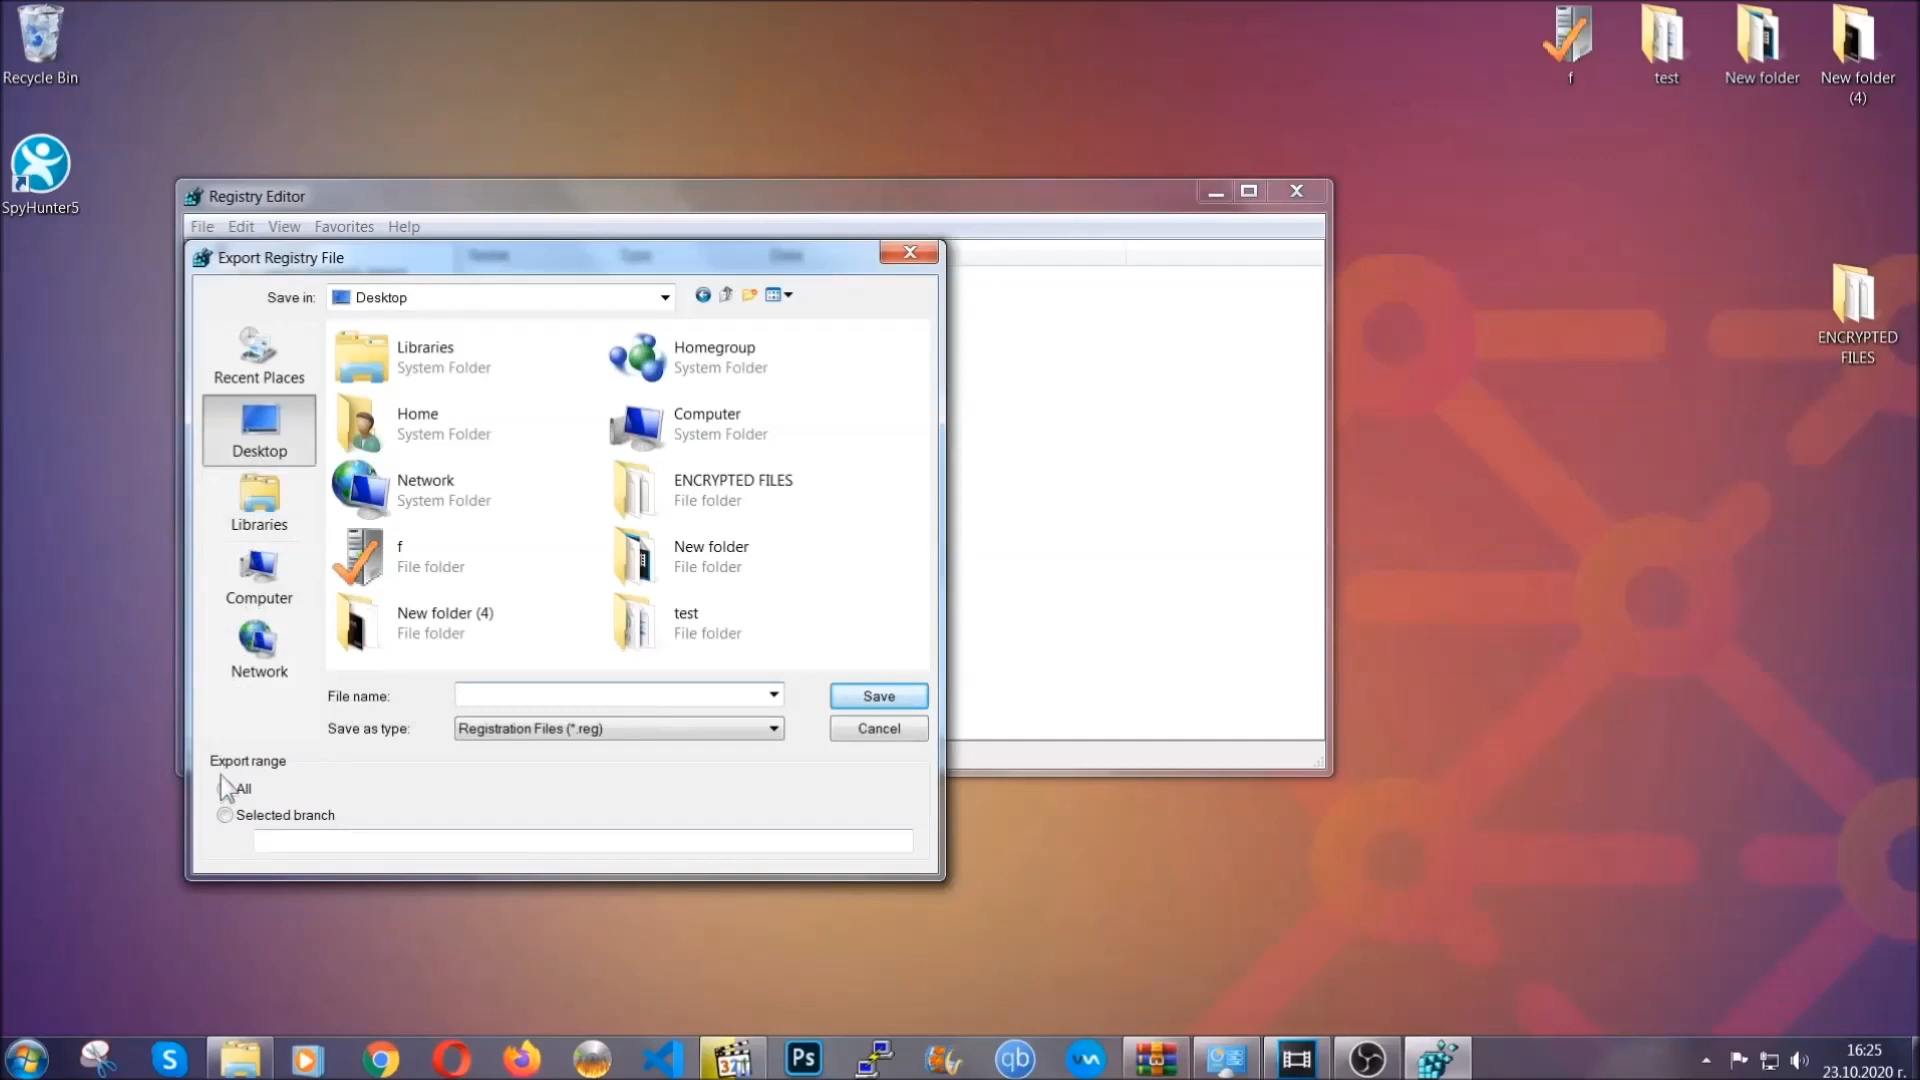 Recycle Bin
SpyHunter5
f
test
New folder
New folder
(4)
ENCRYPTED
FILES
Registry Editor
File Edit View Favorites Help
Export Registry File
Save in:
Desktop
Recent Places
Desktop
Libraries
Computer
Network
Libraries
System Folder
Homegroup
System Folder
Home
System Folder
Computer
System Folder
Network
System Folder
ENCRYPTED FILES
File folder
f
File folder
New folder
File folder
New folder (4)
File folder
test
File folder
File name:
Save
Save as type:
Registration Files (*.reg)
Cancel
Export range
All
Selected branch
S
321
Ps
qb
16:25
23.10.2020 г.